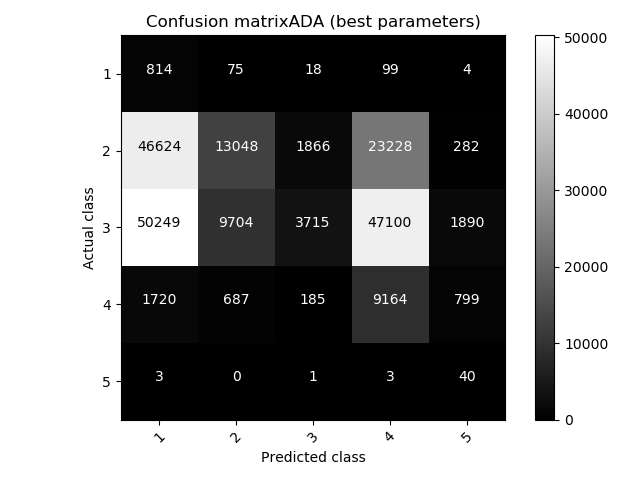 Confusion matrixADA (best parameters)
Actual class
1 814 75 18 99 4
2 46624 13048 1866 23228 282
3 50249 9704 3715 47100 1890
4 1720 687 185 9164 799
5 3 0 1 3 40
1 2 3 4 5
Predicted class
50000
40000
30000
20000
10000
0